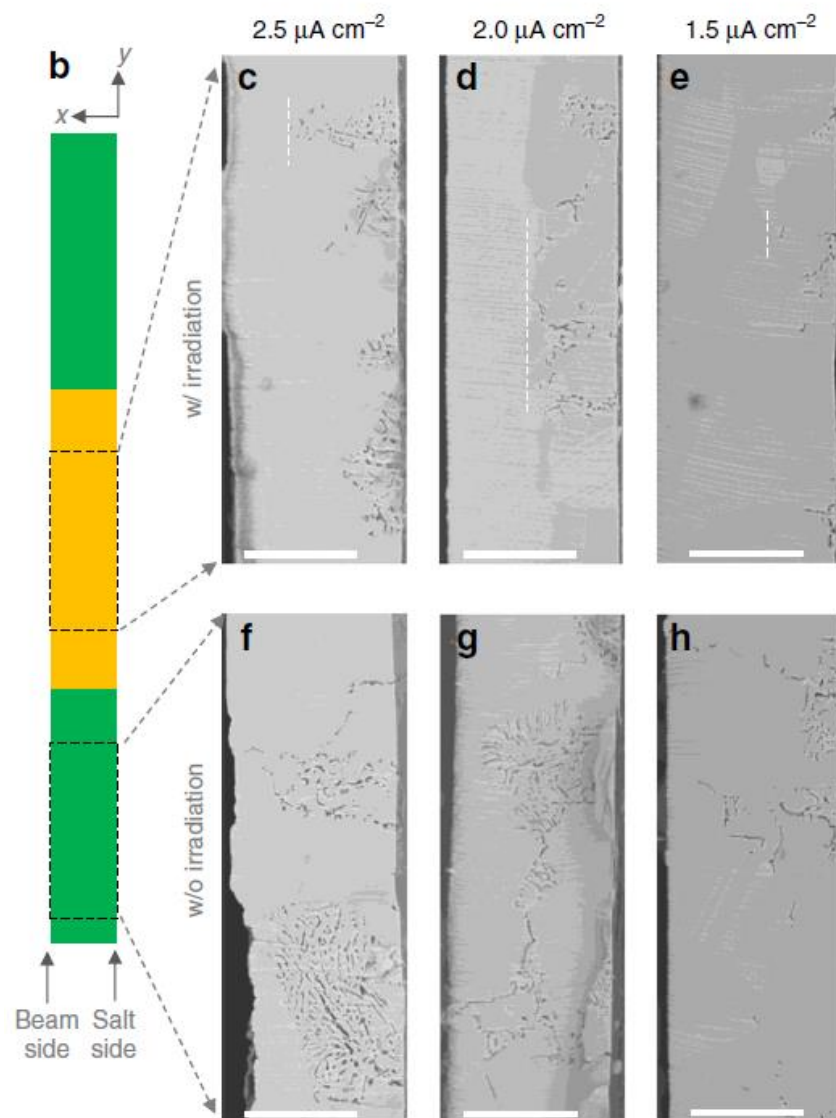 2.5 μA cm⁻²
2.0 μA cm⁻²
1.5 μA cm⁻²
b
y
x
c
d
e
w/ irradiation
f
g
h
w/o irradiation
Beam side
Salt side